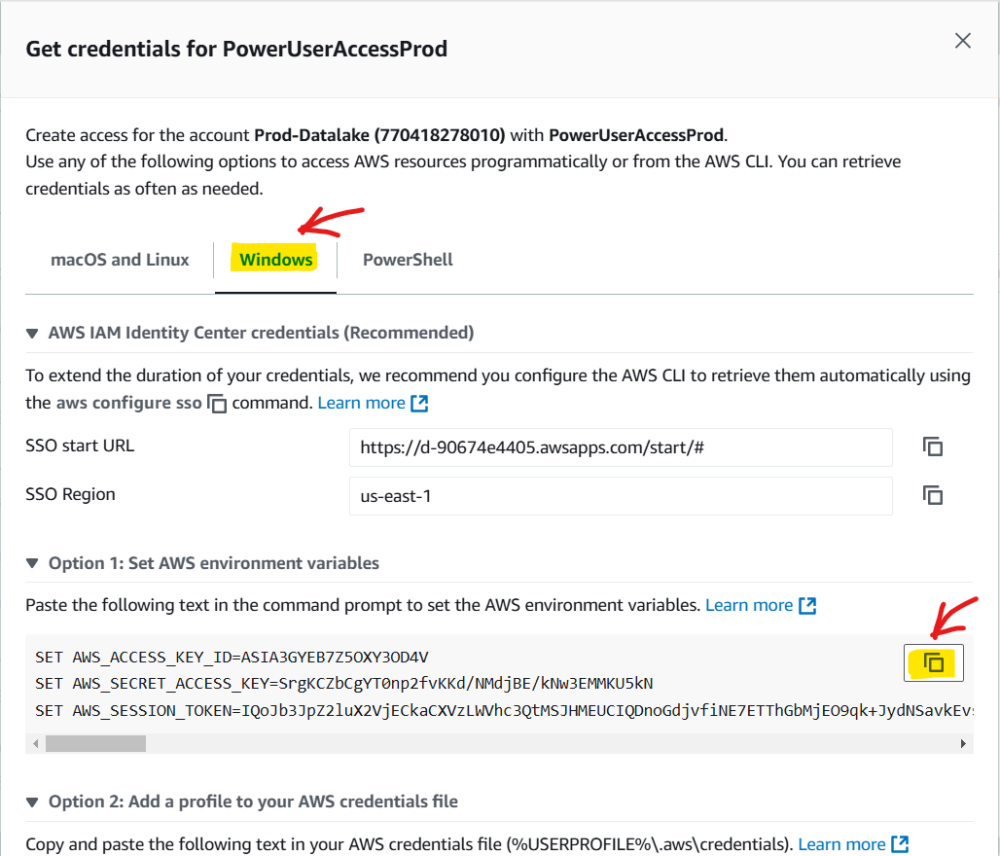 Get credentials for PowerUserAccessProd
Create access for the account Prod-Datalake (770418278010) with PowerUserAccessProd.
Use any of the following options to access AWS resources programmatically or from the AWS CLI. You can retrieve
credentials as often as needed.
macOS and Linux
Windows
PowerShell
AWS IAM Identity Center credentials (Recommended)
To extend the duration of your credentials, we recommend you configure the AWS CLI to retrieve them automatically using
the aws configure sso command. Learn more
SSO start URL
https://d-90674e4405.awsapps.com/start/#
SSO Region
us-east-1
Option 1: Set AWS environment variables
Paste the following text in the command prompt to set the AWS environment variables. Learn more
SET AWS_ACCESS_KEY_ID=ASIA3GYEB7Z5OXY3OD4V
SET AWS_SECRET_ACCESS_KEY=SrgKCZbCgYT0np2fvKKd/NMdjBE/kNw3EMMKU5kN
SET AWS_SESSION_TOKEN=IQoJb3JpZ2luX2VjECkaCXVzLWVhc3QtMSJHMEUCIQDnoGdjvfiNE7ETThGbMjEO9qk+JydNSavkEvs
Option 2: Add a profile to your AWS credentials file
Copy and paste the following text in your AWS credentials file (%USERPROFILE%\.aws\credentials). Learn more